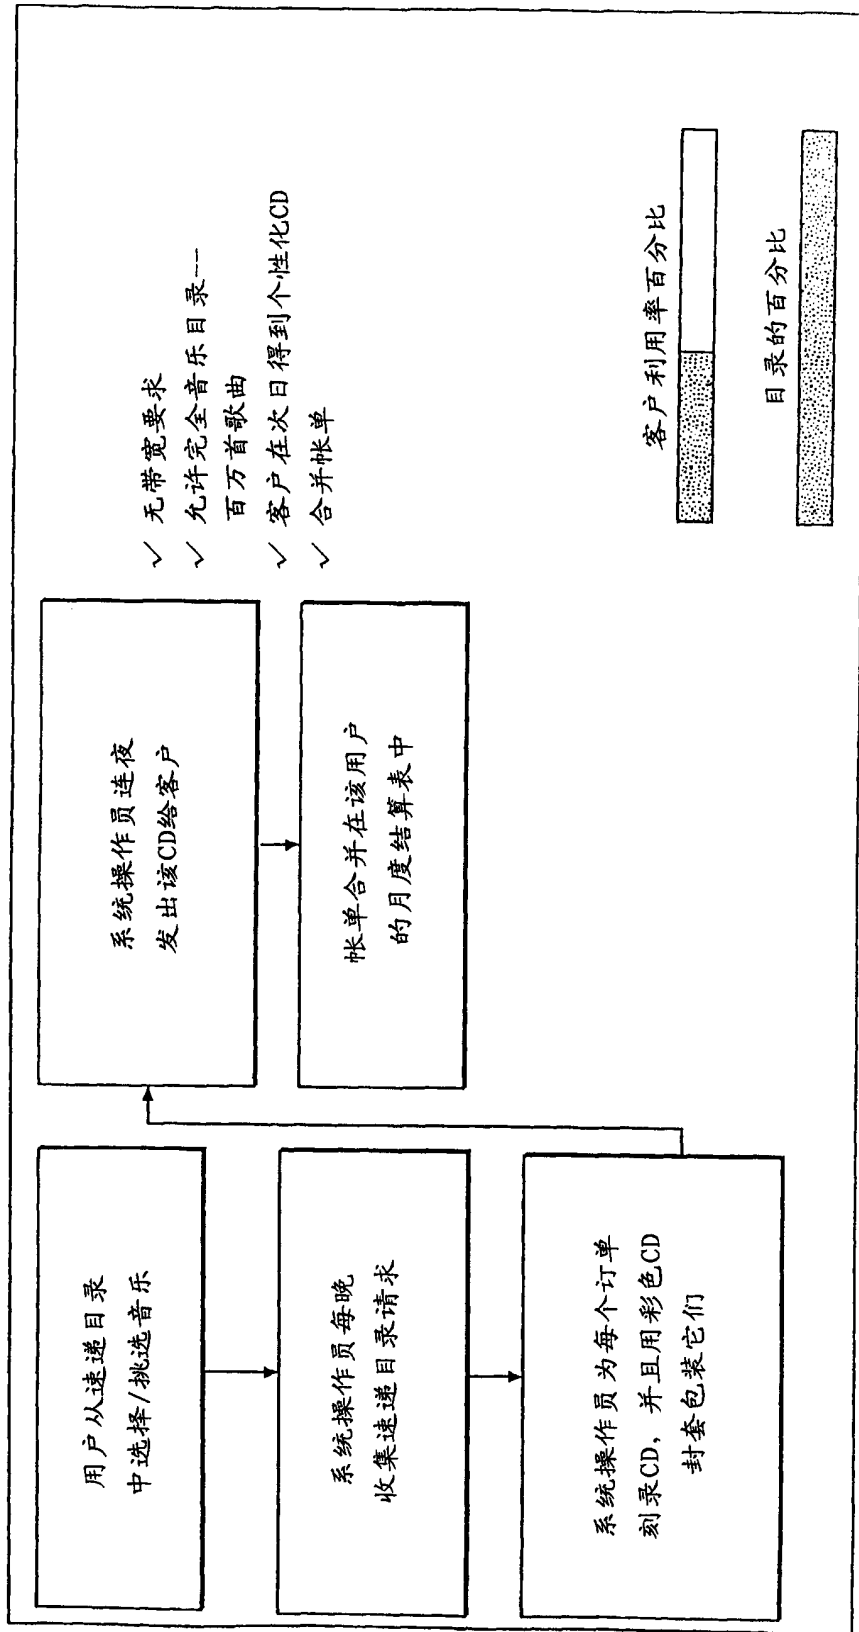 用户从速递目录
中选择/挑选音乐
系统操作员每晚
收集速递目录请求
系统操作员为每个订单
刻录CD，并且用彩色CD
封套包装它们
系统操作员连夜
发出该CD给客户
帐单合并在该用户
的月度结算表中
✓ 无带宽要求
✓ 允许完全音乐目录---
百万首歌曲
✓ 客户在次日得到个性化CD
✓ 合并帐单
客户利用率百分比
目录的百分比